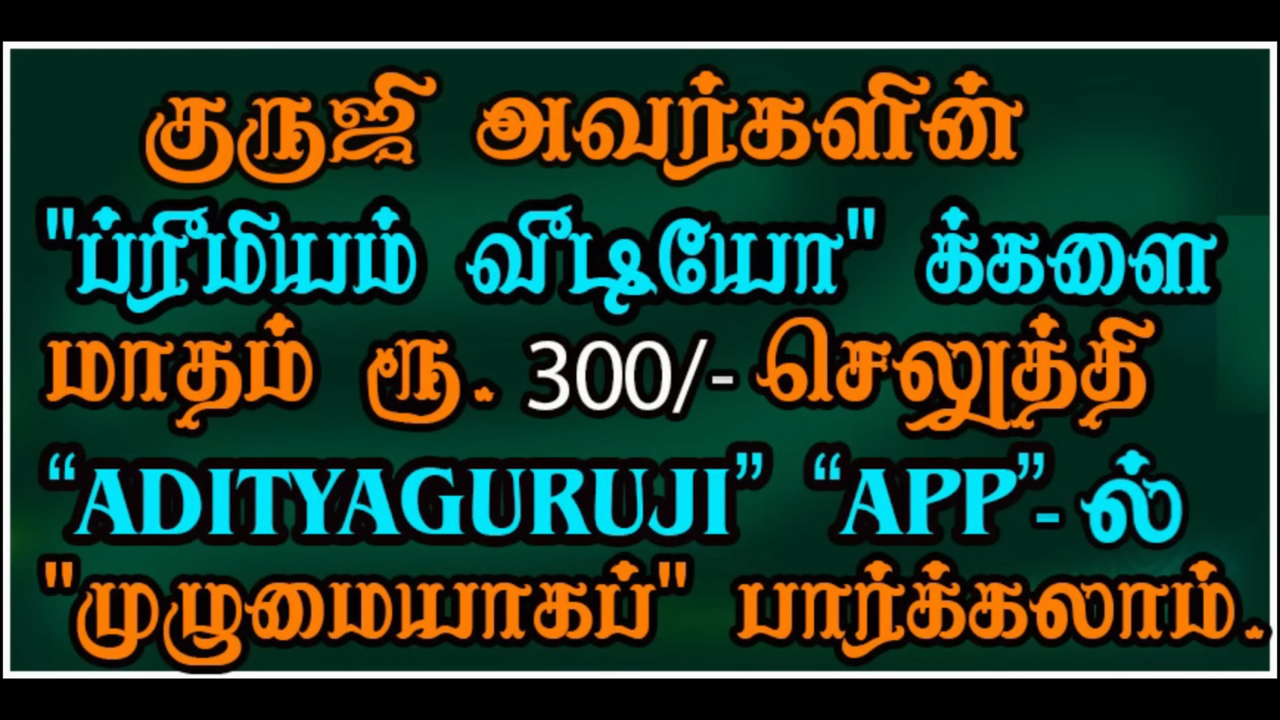 குருஜி அவர்களின்
"ப்ரீமியம் வீடியோ" க்களை
மாதம் ரூ. 300/- செலுத்தி
“ADITYAGURUJI” “APP”- ல்
"முழுமையாகப்" பார்க்கலாம்.